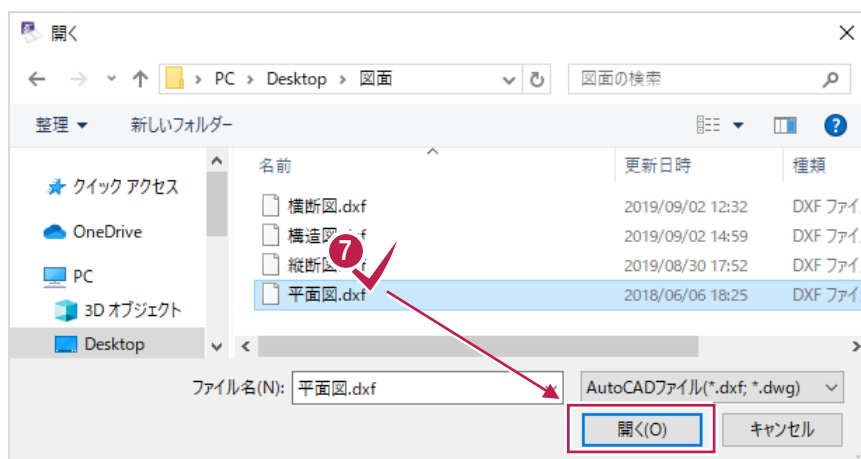 開く
PC › Desktop › 図面
図面の検索
整理
新しいフォルダー
?
名前 更新日時 種類
クイック アクセス
OneDrive
PC
3D オブジェクト
Desktop
横断図.dxf 2019/09/02 12:32 DXF ファイ
構造図 2019/09/02 14:59 DXF ファイ
2019/08/30 17:52 DXF ファイ
平面図.dxf 2018/06/06 18:25 DXF ファイ
7
ファイル名(N): 平面図.dxf
AutoCADファイル(*.dxf; *.dwg)
開く(O) キャンセル